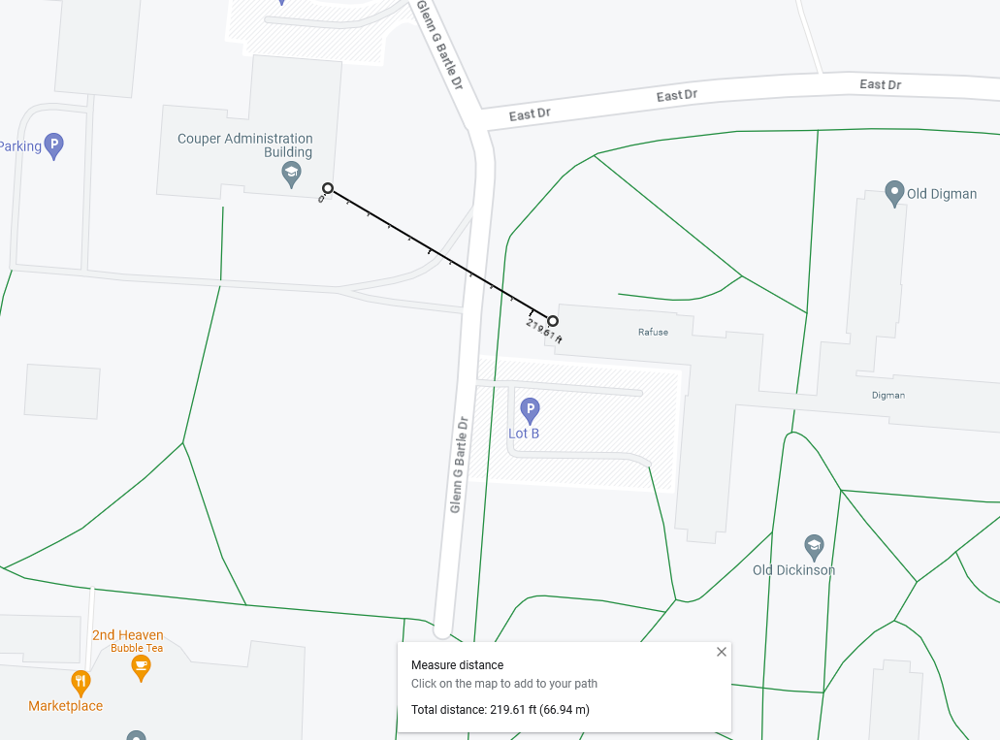 Glenn G Bartle Dr
East Dr
East Dr
East Dr
Couper Administration
Building
Parking
P
Old Digman
0'
219.61 ft
Rafuse
Digman
P
Lot B
Glenn G Bartle Dr
Old Dickinson
2nd Heaven
Bubble Tea
Marketplace
Measure distance
Click on the map to add to your path
Total distance: 219.61 ft (66.94 m)